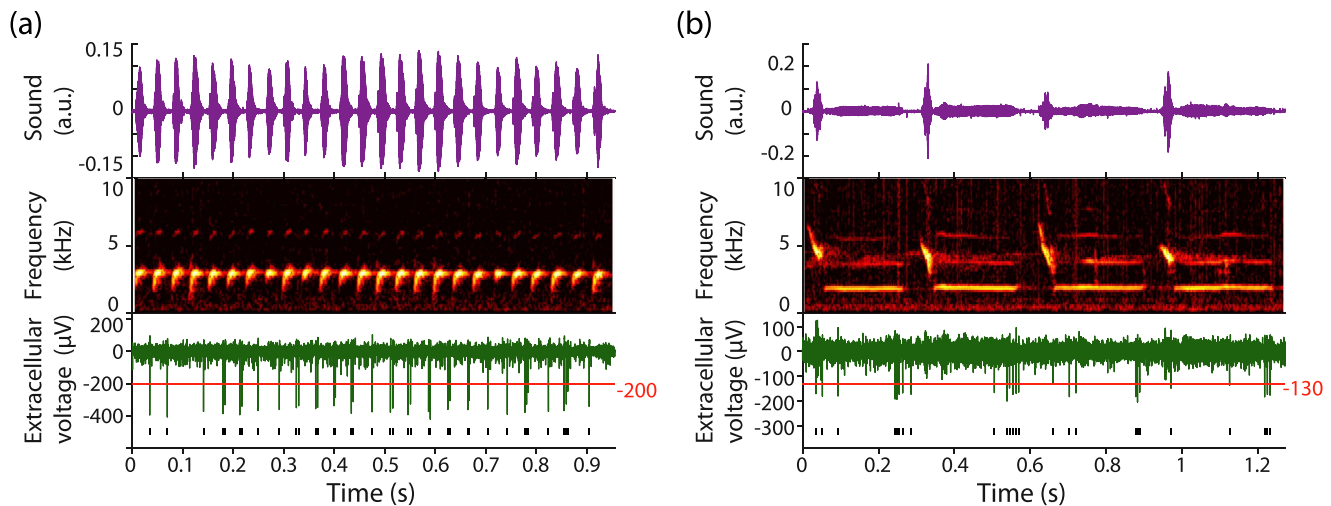 (a)
Sound
(a.u.)
0.15
0
-0.15
Frequency
(kHz)
10
5
0
Extracellular
voltage (µV)
200
0
-200
-400
-200
0
0.1
0.2
0.3
0.4
0.5
0.6
0.7
0.8
0.9
Time (s)
(b)
Sound
(a.u.)
0.2
0
-0.2
Frequency
(kHz)
10
5
0
Extracellular
voltage (µV)
100
0
-100
-200
-300
-130
0
0.2
0.4
0.6
0.8
1
1.2
Time (s)